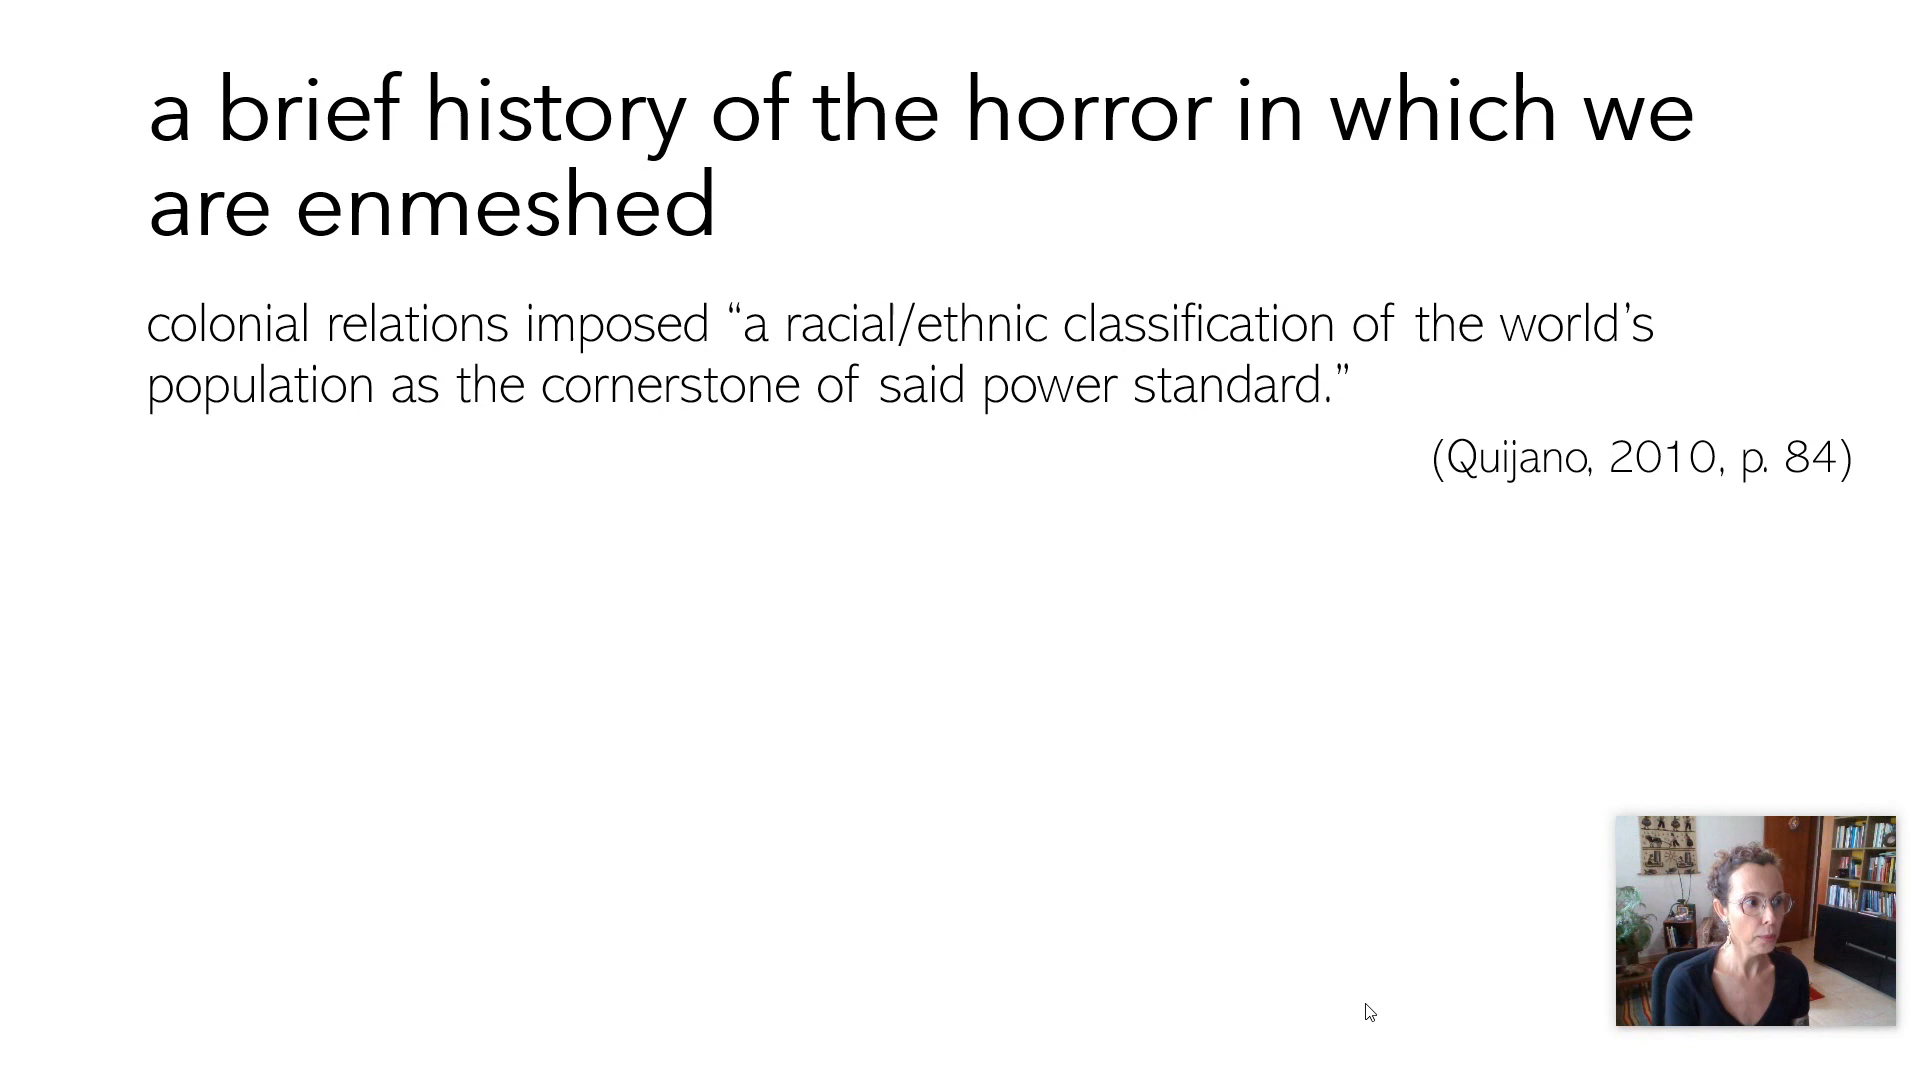 a brief history of the horror in which we
are enmeshed
colonial relations imposed “a racial/ethnic classification of the world’s
population as the cornerstone of said power standard.”
(Quijano, 2010, p. 84)